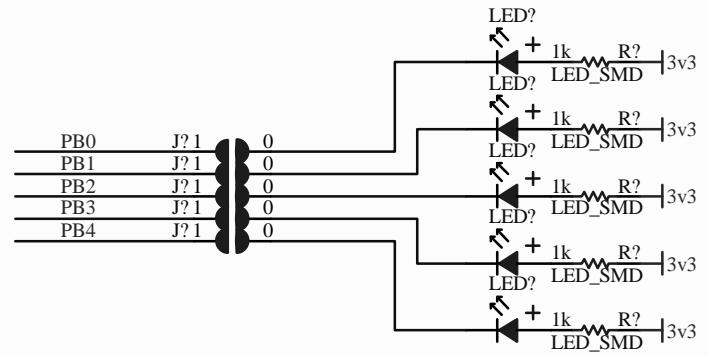 LED?
+ 1k R? 3v3
LED_SMD
LED?
+ 1k R? 3v3
LED_SMD
LED?
PB0 J? 1 0
PB1 J? 1 0
PB2 J? 1 0
+ 1k R? 3v3
LED_SMD
LED?
PB3 J? 1 0
PB4 J? 1 0
+ 1k R? 3v3
LED_SMD
LED?
+ 1k R? 3v3
LED_SMD